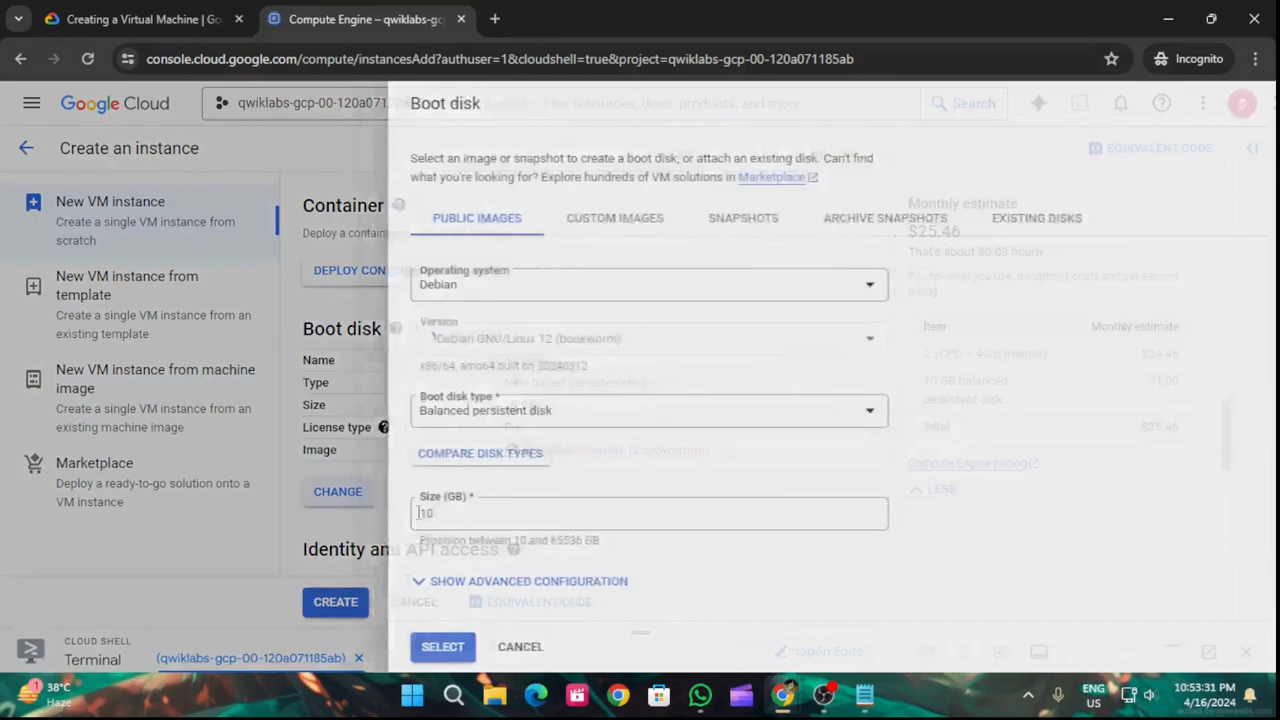 Creating a Virtual Machine | Go
Compute Engine – qwiklabs-gc
console.cloud.google.com/compute/instancesAdd?authuser=1&cloudshell=true&project=qwiklabs-gcp-00-120a071185ab
Incognito
Google Cloud
qwiklabs-gcp-00-120a071
for resources, docs, products, and more
Search
S
Create an instance
EQUIVALENT CODE
New VM instance
Create a single VM instance from
scratch
New VM instance from
template
Create a single VM instance from an
existing template
New VM instance from machine
image
Create a single VM instance from an
existing machine image
Marketplace
Deploy a ready-to-go solution onto a
VM instance
Container
Deploy a contain
DEPLOY CON
Boot disk
Name
Type
Size
License type
Image
CHANGE
Identity and API access
CREATE
CANCEL
EQUIVALENT CODE
Boot disk
Select an image or snapshot to create a boot disk; or attach an existing disk. Can't find
what you're looking for? Explore hundreds of VM solutions in Marketplace
PUBLIC IMAGES
CUSTOM IMAGES
SNAPSHOTS
ARCHIVE SNAPSHOTS
EXISTING DISKS
Operating system
Debian
Version
Debian GNU/Linux 12 (bookworm)
x86/64, amd64 built on 20240312
Boot disk type *
Balanced persistent disk
COMPARE DISK TYPES
Size (GB) *
10
Provision between 10 and 65536 GB
SHOW ADVANCED CONFIGURATION
SELECT
CANCEL
Monthly estimate
$25.46
That's about $0.03 hourly
Pay for what you use: no upfront costs and per second
pricing
Item
Monthly estimate
2 vCPU + 4 GB memory
$24.46
10 GB balanced
persistent disk
$1.00
Total
$25.46
Compute Engine pricing
LESS
CLOUD SHELL
Terminal
(qwiklabs-gcp-00-120a071185ab)
Open Edito
1
38°C
Haze
ENG
US
10:53:31 PM
4/16/2024